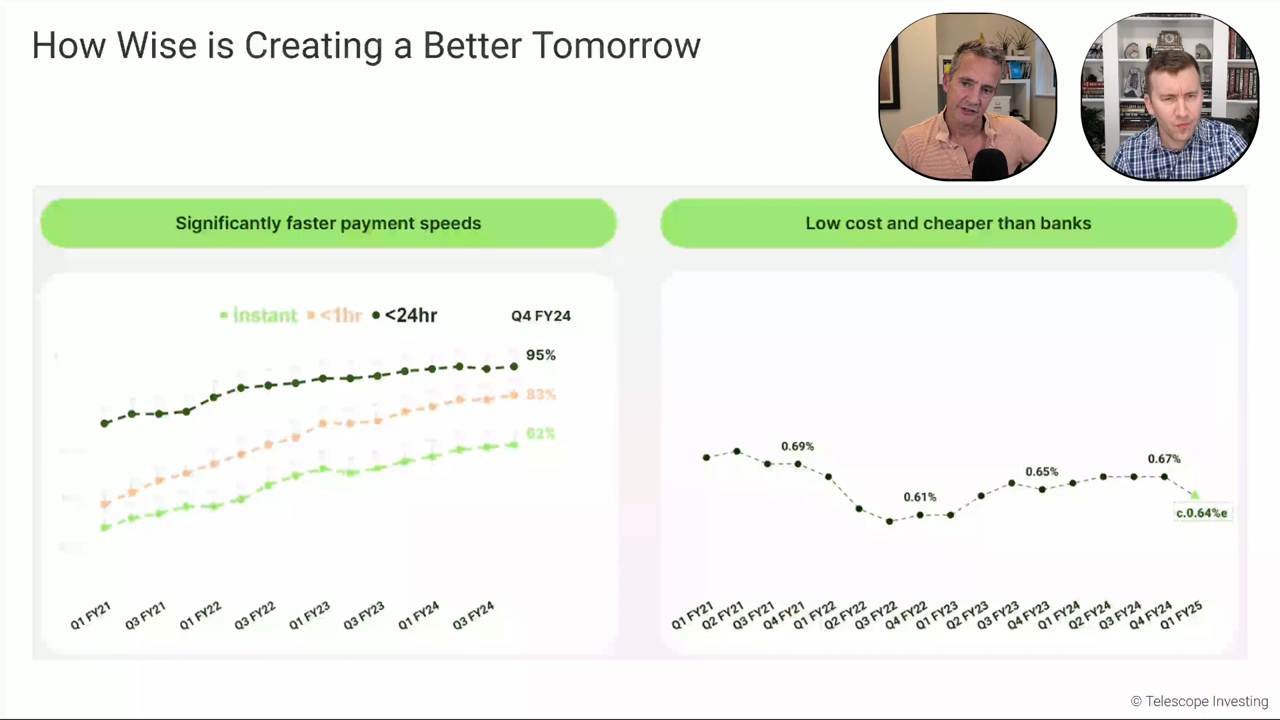 How Wise is Creating a Better Tomorrow
Significantly faster payment speeds
instant <1hr <24hr
Q4 FY24
95%
83%
62%
Q1 FY21
Q3 FY21
Q1 FY22
Q3 FY22
Q1 FY23
Q3 FY23
Q1 FY24
Q3 FY24
Low cost and cheaper than banks
0.69%
0.61%
0.65%
0.67%
c.0.64%e
Q1 FY21
Q2 FY21
Q3 FY21
Q4 FY21
Q1 FY22
Q2 FY22
Q3 FY22
Q4 FY22
Q1 FY23
Q2 FY23
Q3 FY23
Q4 FY23
Q1 FY24
Q2 FY24
Q3 FY24
Q4 FY24
Q1 FY25
© Telescope Investing